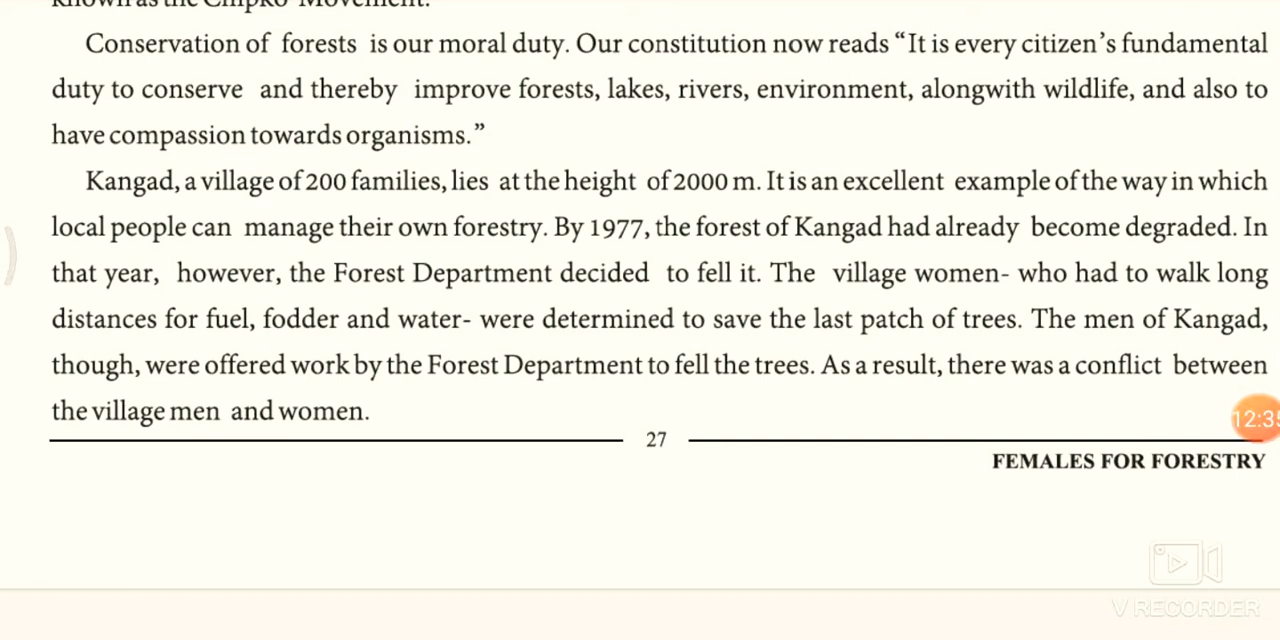 known as the Chipko Movement.
Conservation of forests is our moral duty. Our constitution now reads “It is every citizen’s fundamental
duty to conserve and thereby improve forests, lakes, rivers, environment, alongwith wildlife, and also to
have compassion towards organisms.”
Kangad, a village of 200 families, lies at the height of 2000 m. It is an excellent example of the way in which
local people can manage their own forestry. By 1977, the forest of Kangad had already become degraded. In
that year, however, the Forest Department decided to fell it. The village women- who had to walk long
distances for fuel, fodder and water- were determined to save the last patch of trees. The men of Kangad,
though, were offered work by the Forest Department to fell the trees. As a result, there was a conflict between
the village men and women.
12:35
27
FEMALES FOR FORESTRY
V RECORDER